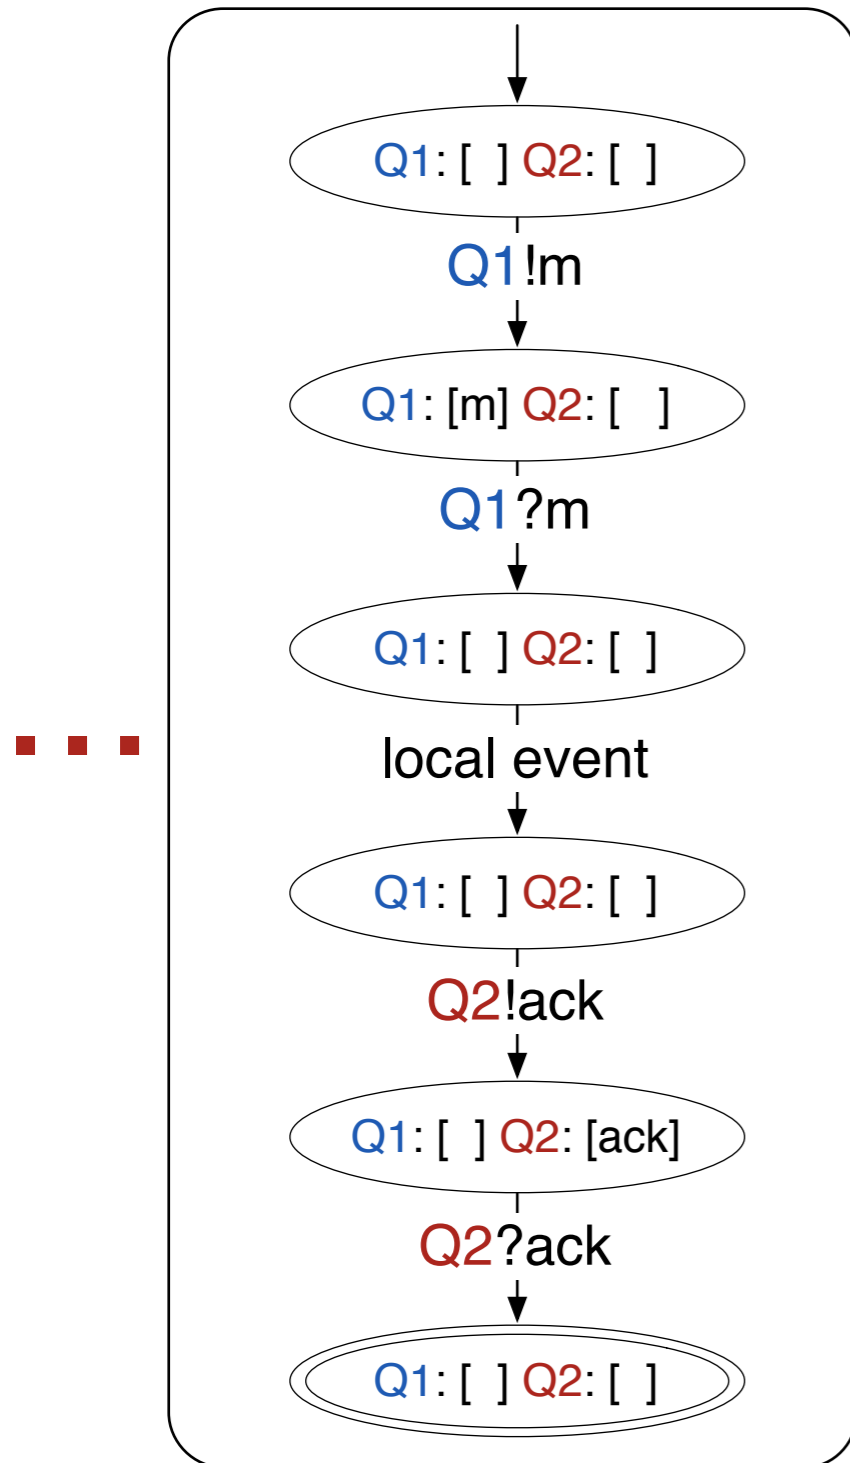 Q1: [ ] Q2: [ ]
Q1!m
Q1: [m] Q2: [ ]
Q1?m
Q1: [ ] Q2: [ ]
local event
Q1: [ ] Q2: [ ]
Q2!ack
Q1: [ ] Q2: [ack]
Q2?ack
Q1: [ ] Q2: [ ]